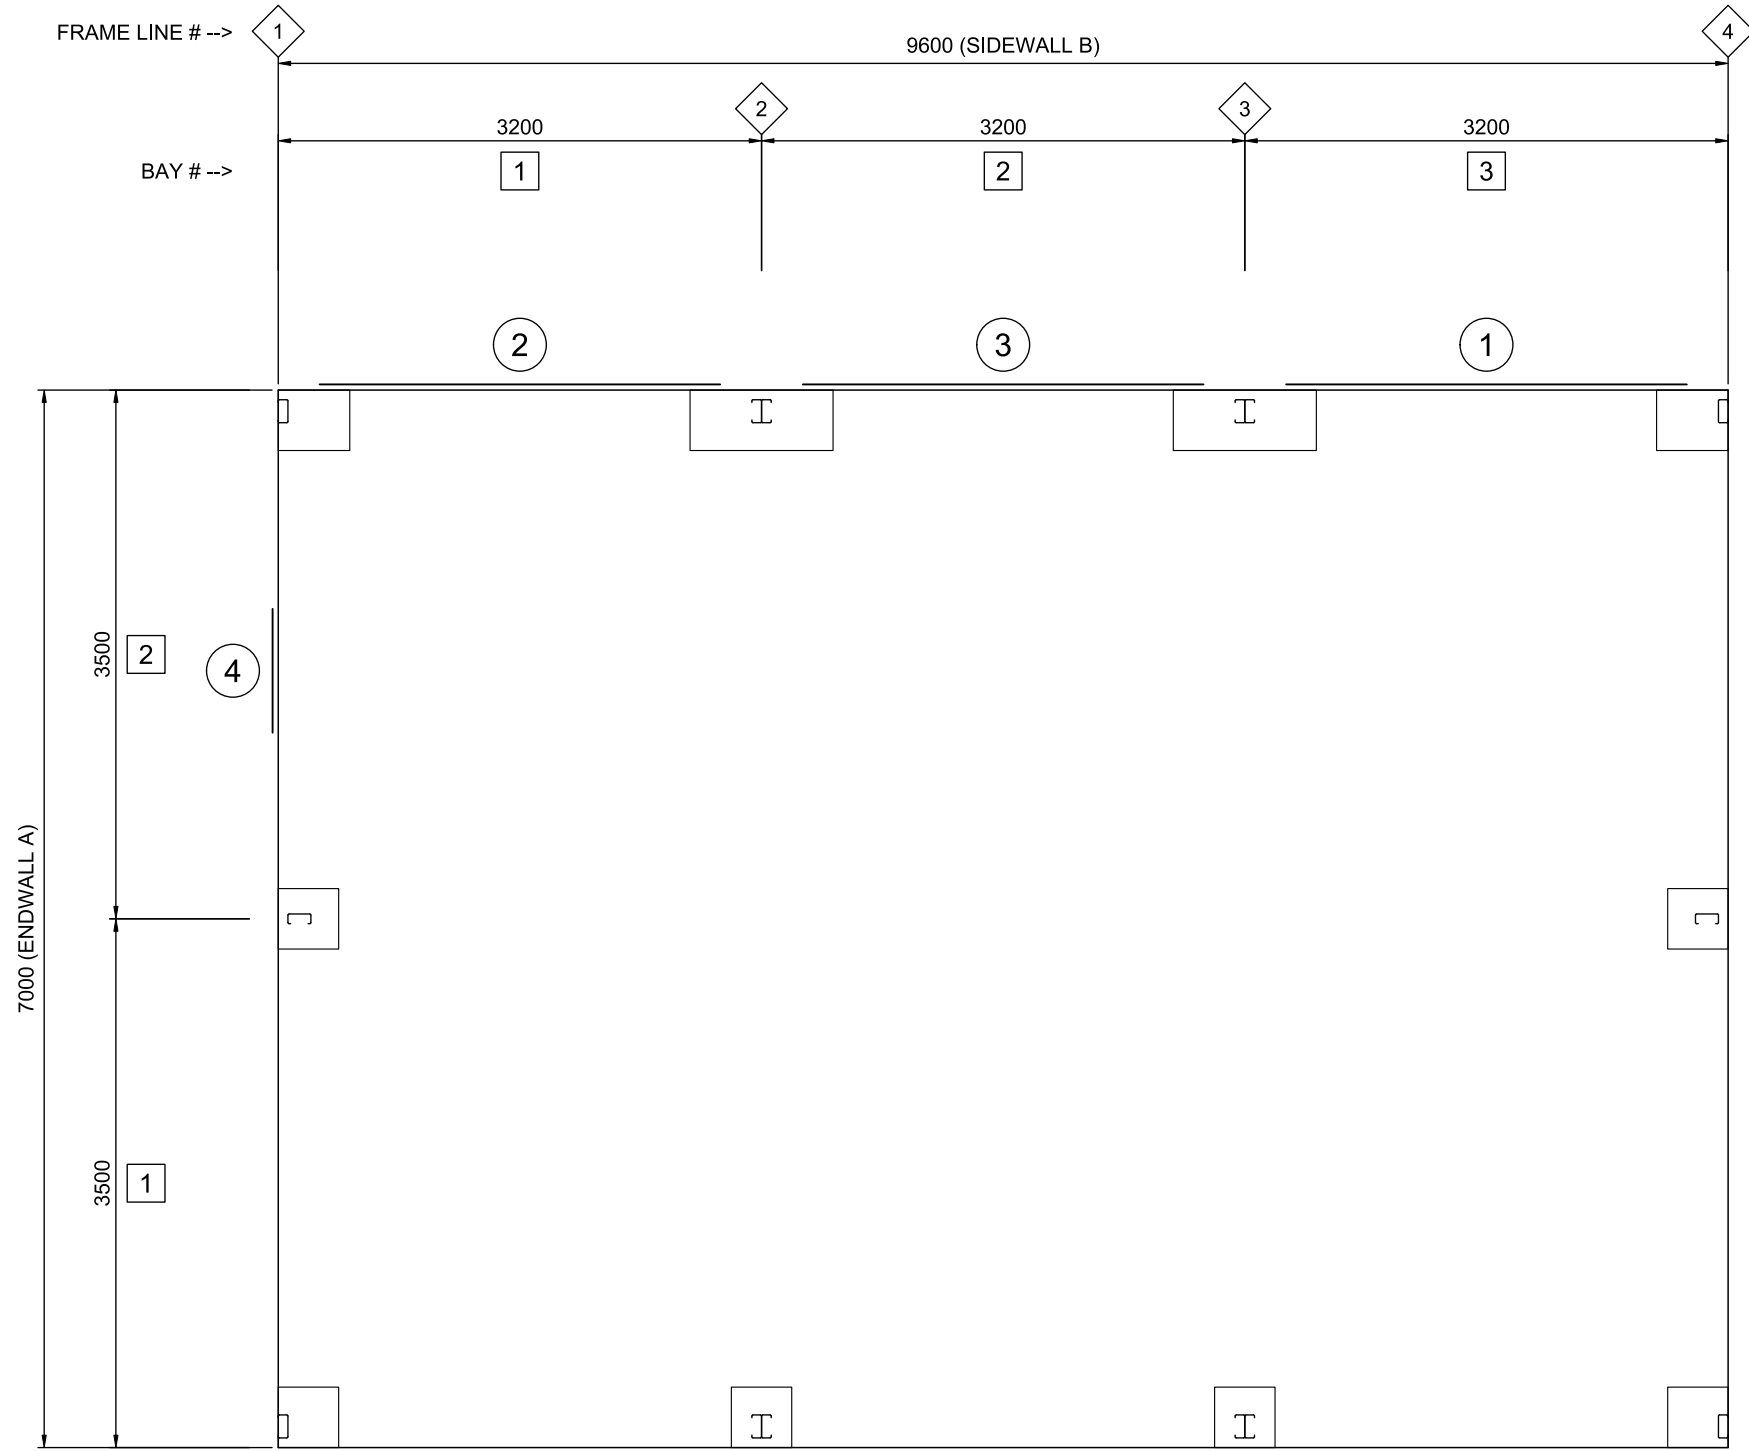 FRAME LINE # --> 1 4
9600 (SIDEWALL B)
2 3
3200 3200 3200
BAY # --> 1 2 3
2 3 1
3500 2 4
7000 (ENDWALL A)
3500 1